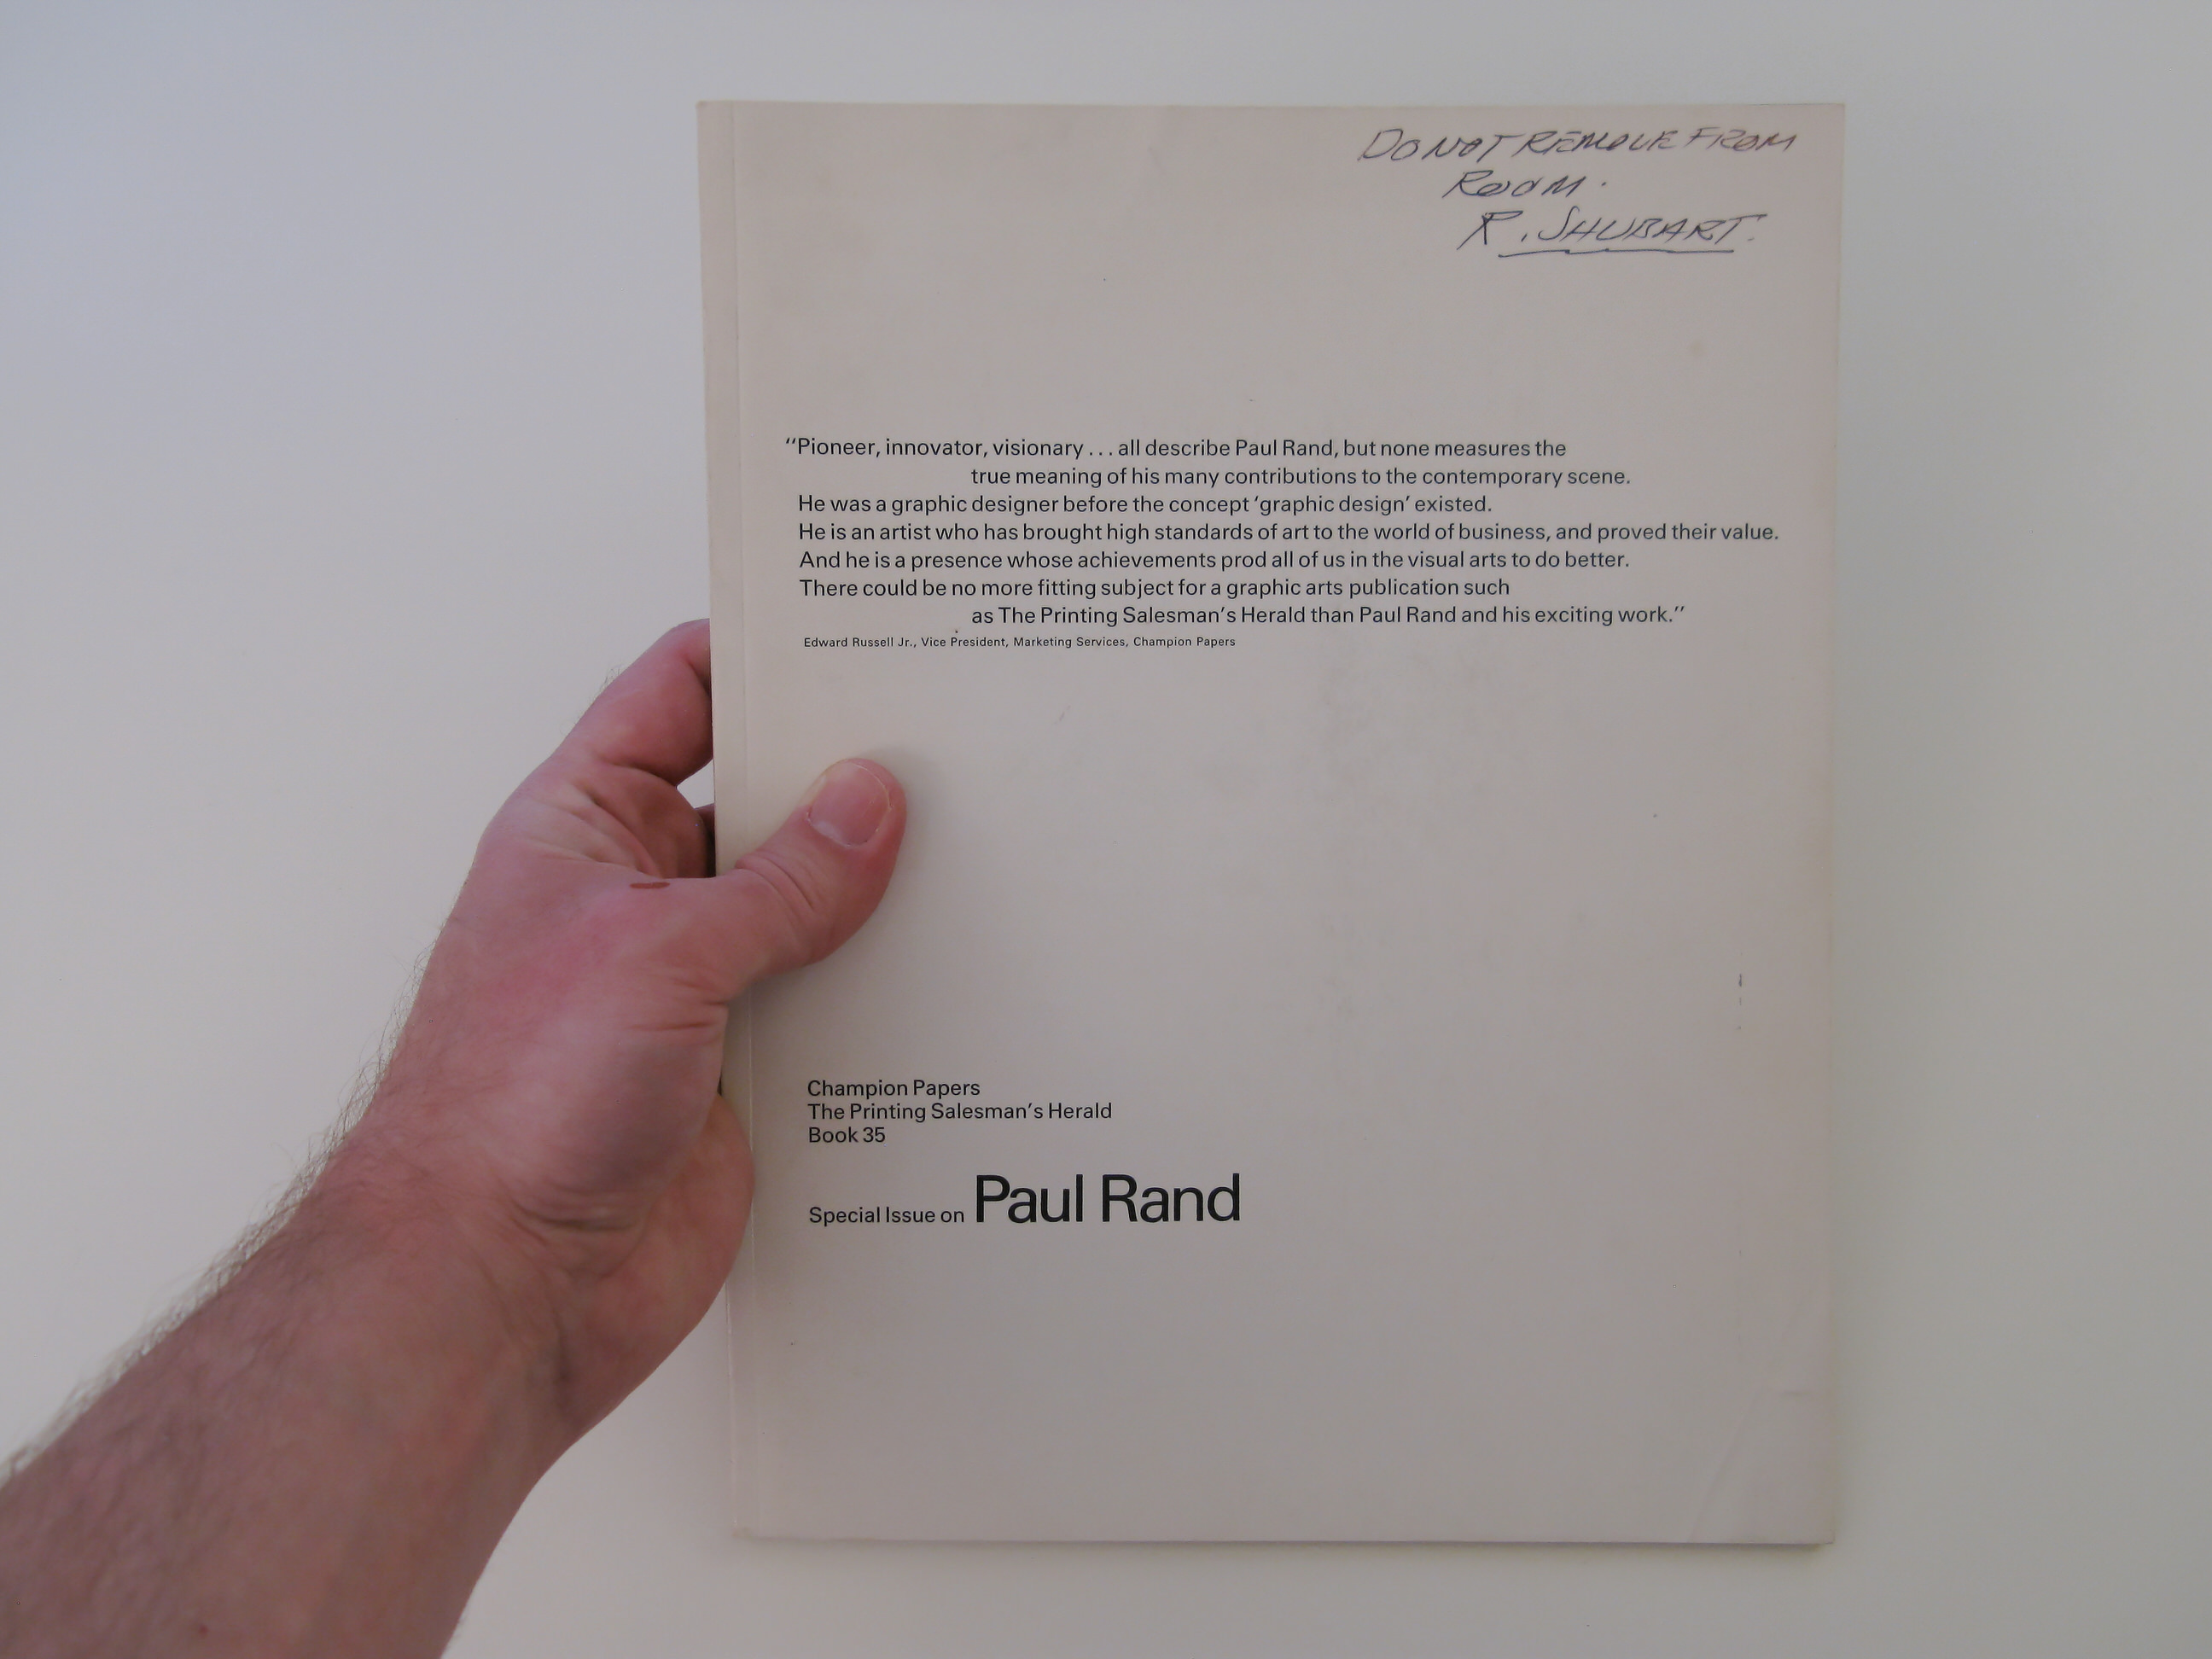 DO NOT REMOVE FROM
ROOM.
R. SHUBART.
“Pioneer, innovator, visionary . . . all describe Paul Rand, but none measures the
true meaning of his many contributions to the contemporary scene.
He was a graphic designer before the concept ‘graphic design’ existed.
He is an artist who has brought high standards of art to the world of business, and proved their value.
And he is a presence whose achievements prod all of us in the visual arts to do better.
There could be no more fitting subject for a graphic arts publication such
as The Printing Salesman’s Herald than Paul Rand and his exciting work.”
Edward Russell Jr., Vice President, Marketing Services, Champion Papers
Champion Papers
The Printing Salesman’s Herald
Book 35
Special Issue on Paul Rand